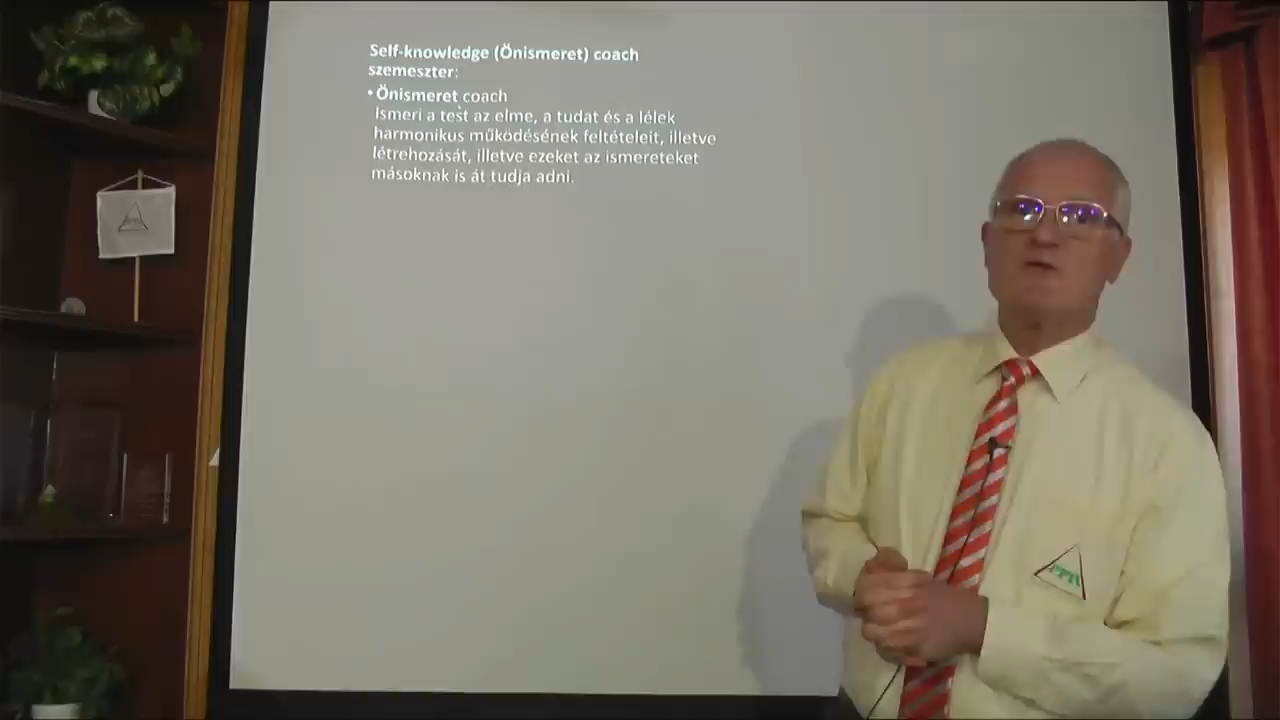 Self-knowledge (Önismeret) coach
szemeszter:
• Önismeret coach
Ismeri a test az elme, a tudat és a lélek
harmonikus működésének feltételeit, illetve
létrehozását, illetve ezeket az ismereteket
másoknak is át tudja adni.